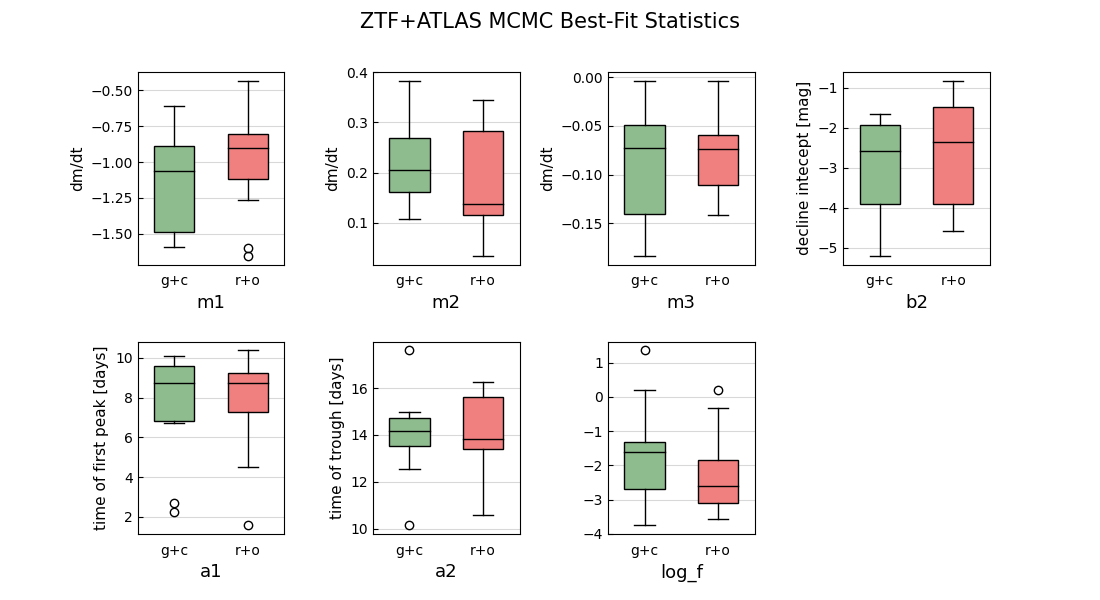 ZTF+ATLAS MCMC Best-Fit Statistics
dm/dt
−0.50
−0.75
−1.00
−1.25
−1.50
g+c r+o
m1
dm/dt
0.4
0.3
0.2
0.1
g+c r+o
m2
dm/dt
0.00
−0.05
−0.10
−0.15
g+c r+o
m3
decline intecept [mag]
−1
−2
−3
−4
−5
g+c r+o
b2
time of first peak [days]
10
8
6
4
2
g+c r+o
a1
time of trough [days]
16
14
12
10
g+c r+o
a2
1
0
−1
−2
−3
−4
g+c r+o
log_f